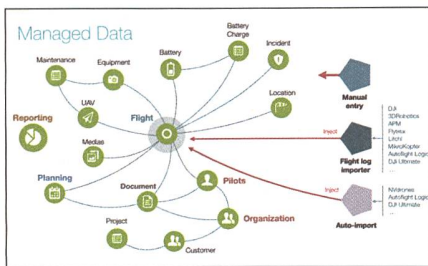 Managed Data
Battery
Charge
Battery
Incident
Maintenance
Equipment
UAV
Location
Reporting
Flight
Medias
Planning
Document
Pilots
Organization
Project
Customer
Manual
entry
Inject
Flight log
importer
DJI
3DRobotics
APM
Flytrex
Litchi
MikroKopter
Autoflight Logic
DJI Ultimate
...
Inject
Auto-import
Airdata
Autoflight Logic
DJI Ultimate
...